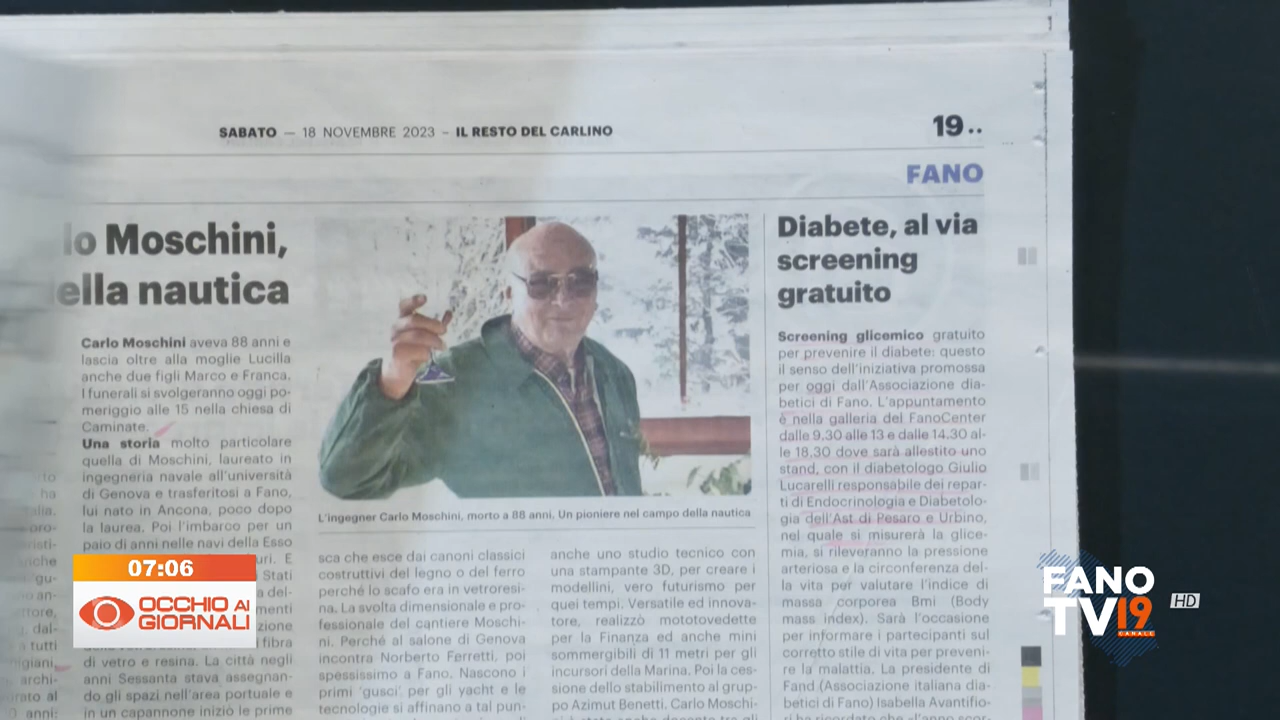 SABATO — 18 NOVEMBRE 2023 – IL RESTO DEL CARLINO
19..
FANO
lo Moschini,
ella nautica
Carlo Moschini aveva 88 anni e
lascia oltre alla moglie Lucilla
anche due figli Marco e Franca.
I funerali si svolgeranno oggi po-
meriggio alle 15 nella chiesa di
Caminate.
Una storia molto particolare
quella di Moschini, laureato in
ingegneria navale all'università
di Genova e trasferitosi a Fano,
lui nato in Ancona, poco dopo
la laurea. Poi l'imbarco per un
paio di anni nelle navi della Esso
uri. E
Stati
del-
menti
zione
fibra
di vetro e resina. La città negli
anni Sessanta stava assegnan-
do gli spazi nell'area portuale e
in un capannone iniziò le prime
L'ingegner Carlo Moschini, morto a 88 anni. Un pioniere nel campo della nautica
sca che esce dai canoni classici
costruttivi del legno o del ferro
perché lo scafo era in vetroresi-
na. La svolta dimensionale e pro-
fessionale del cantiere Moschi-
ni. Perché al salone di Genova
incontra Norberto Ferretti, poi
spessissimo a Fano. Nascono i
primi 'gusci', per gli yacht e le
tecnologie si affinano a tal pun-
anche uno studio tecnico con
una stampante 3D, per creare i
modellini, vero futurismo per
quei tempi. Versatile ed innova-
tore, realizzò mototovedette
per la Finanza ed anche mini
sommergibili di 11 metri per gli
incursori della Marina. Poi la ces-
sione dello stabilimento al grup-
po Azimut Benetti. Carlo Moschi-
Diabete, al via
screening
gratuito
Screening glicemico gratuito
per prevenire il diabete: questo
il senso dell'iniziativa promossa
per oggi dall'Associazione dia-
betici di Fano. L'appuntamento
è nella galleria del FanoCenter
dalle 9.30 alle 13 e dalle 14.30 al-
le 18.30 dove sarà allestito uno
stand, con il diabetologo Giulio
Lucarelli responsabile dei repar-
ti di Endocrinologia e Diabetolo-
gia dell'Ast di Pesaro e Urbino,
nel quale si misurerà la glice-
mia, si rileveranno la pressione
arteriosa e la circonferenza del-
la vita per valutare l'indice di
massa corporea Bmi (Body
mass index). Sarà l'occasione
per informare i partecipanti sul
corretto stile di vita per preveni-
re la malattia. La presidente di
Fand (Associazione italiana dia-
betici di Fano) Isabella Avantifio-
07:06
OCCHIO AI
GIORNALI
FANO
TV19
CANALE
HD